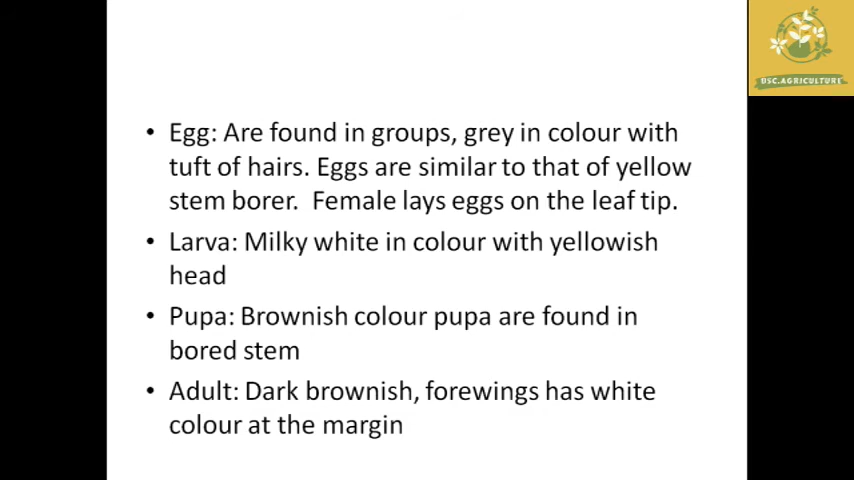 BSC.AGRICULTURE
• Egg: Are found in groups, grey in colour with
tuft of hairs. Eggs are similar to that of yellow
stem borer.  Female lays eggs on the leaf tip.
• Larva: Milky white in colour with yellowish
head
• Pupa: Brownish colour pupa are found in
bored stem
• Adult: Dark brownish, forewings has white
colour at the margin